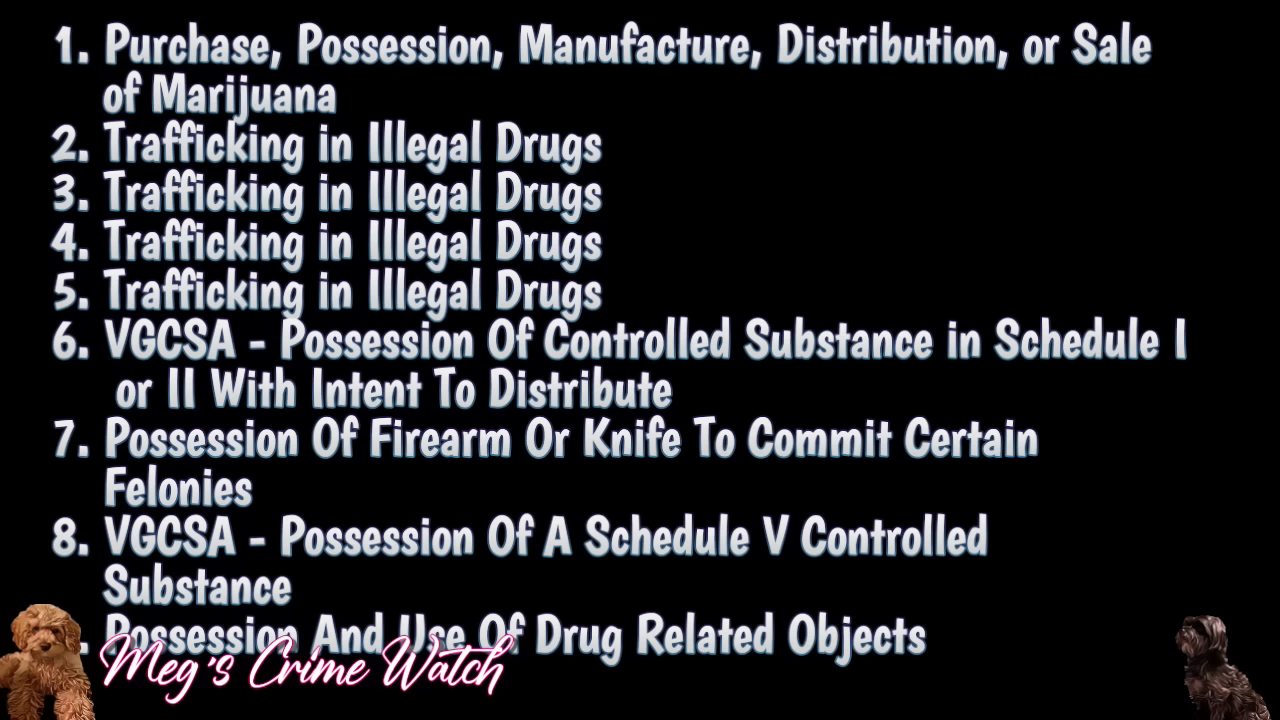 1. Purchase, Possession, Manufacture, Distribution, or Sale
of Marijuana
2. Trafficking in Illegal Drugs
3. Trafficking in Illegal Drugs
4. Trafficking in Illegal Drugs
5. Trafficking in Illegal Drugs
6. VGCSA - Possession Of Controlled Substance in Schedule I
or II With Intent To Distribute
7. Possession Of Firearm Or Knife To Commit Certain
Felonies
8. VGCSA - Possession Of A Schedule V Controlled
Substance
. Possession And Use Of Drug Related Objects
Meg's Crime Watch